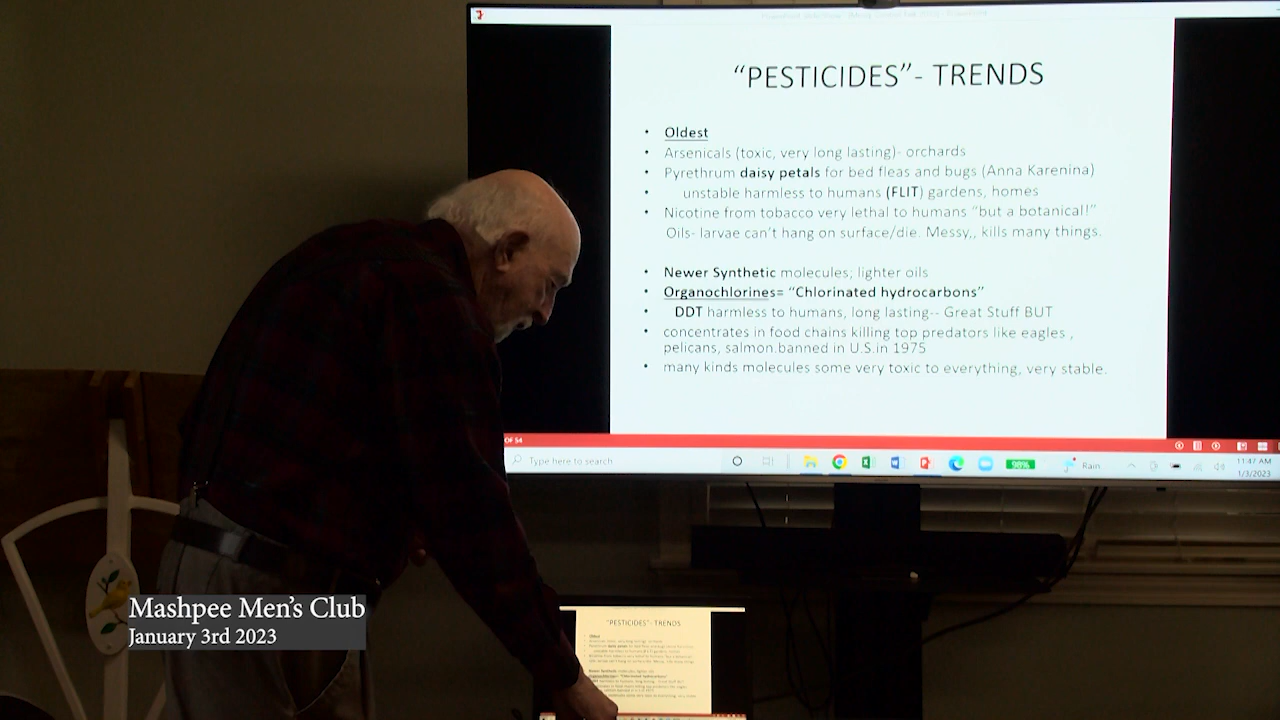 "PESTICIDES"- TRENDS
• Oldest
• Arsenicals (toxic, very long lasting)- orchards
• Pyrethrum daisy petals for bed fleas and bugs (Anna Karenina)
• unstable harmless to humans (FLIT) gardens, homes
• Nicotine from tobacco very lethal to humans "but a botanical!"
Oils- larvae can't hang on surface/die. Messy,, kills many things.
• Newer Synthetic molecules; lighter oils
• Organochlorines= "Chlorinated hydrocarbons"
• DDT harmless to humans, long lasting-- Great Stuff BUT
• concentrates in food chains killing top predators like eagles ,
pelicans, salmon.banned in U.S.in 1975
• many kinds molecules some very toxic to everything, very stable.
OF 54
Type here to search
98%
Rain
11:47 AM
1/3/2023
Mashpee Men's Club
January 3rd 2023
"PESTICIDES"- TRENDS